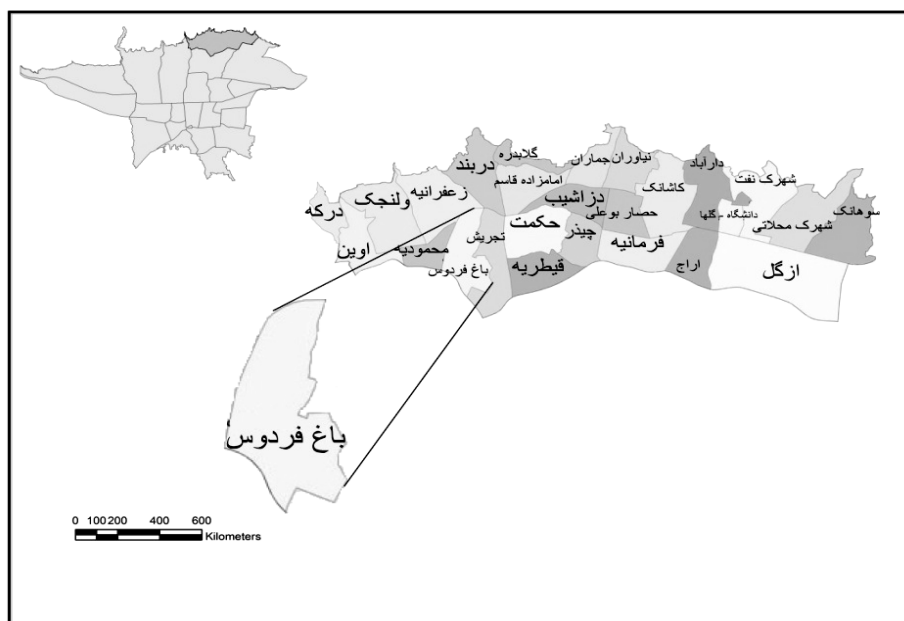 دربند
گلابدره
جماران
نیاوران
دارآباد
شهرک نفت
امامزاده قاسم
کاشانک
درکه
ولنجک
زعفرانیه
دزاشیب
حصار بوعلی
دانشگاه - گلها
شهرک محلاتی
سوهانک
اوین
محمودیه
تجریش
حکمت
چیذر
فرمانیه
باغ فردوس
قیطریه
اراج
ازگل
باغ فردوس
0 100 200 400 600
Kilometers